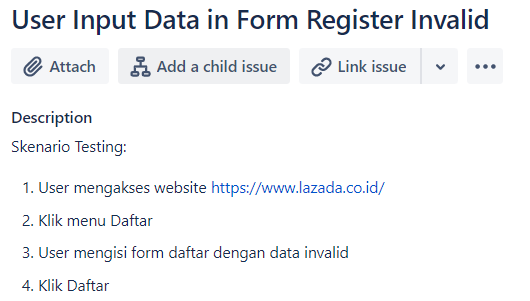 User Input Data in Form Register Invalid
Attach
Add a child issue
Link issue
Description
Skenario Testing:
1. User mengakses website https://www.lazada.co.id/
2. Klik menu Daftar
3. User mengisi form daftar dengan data invalid
4. Klik Daftar